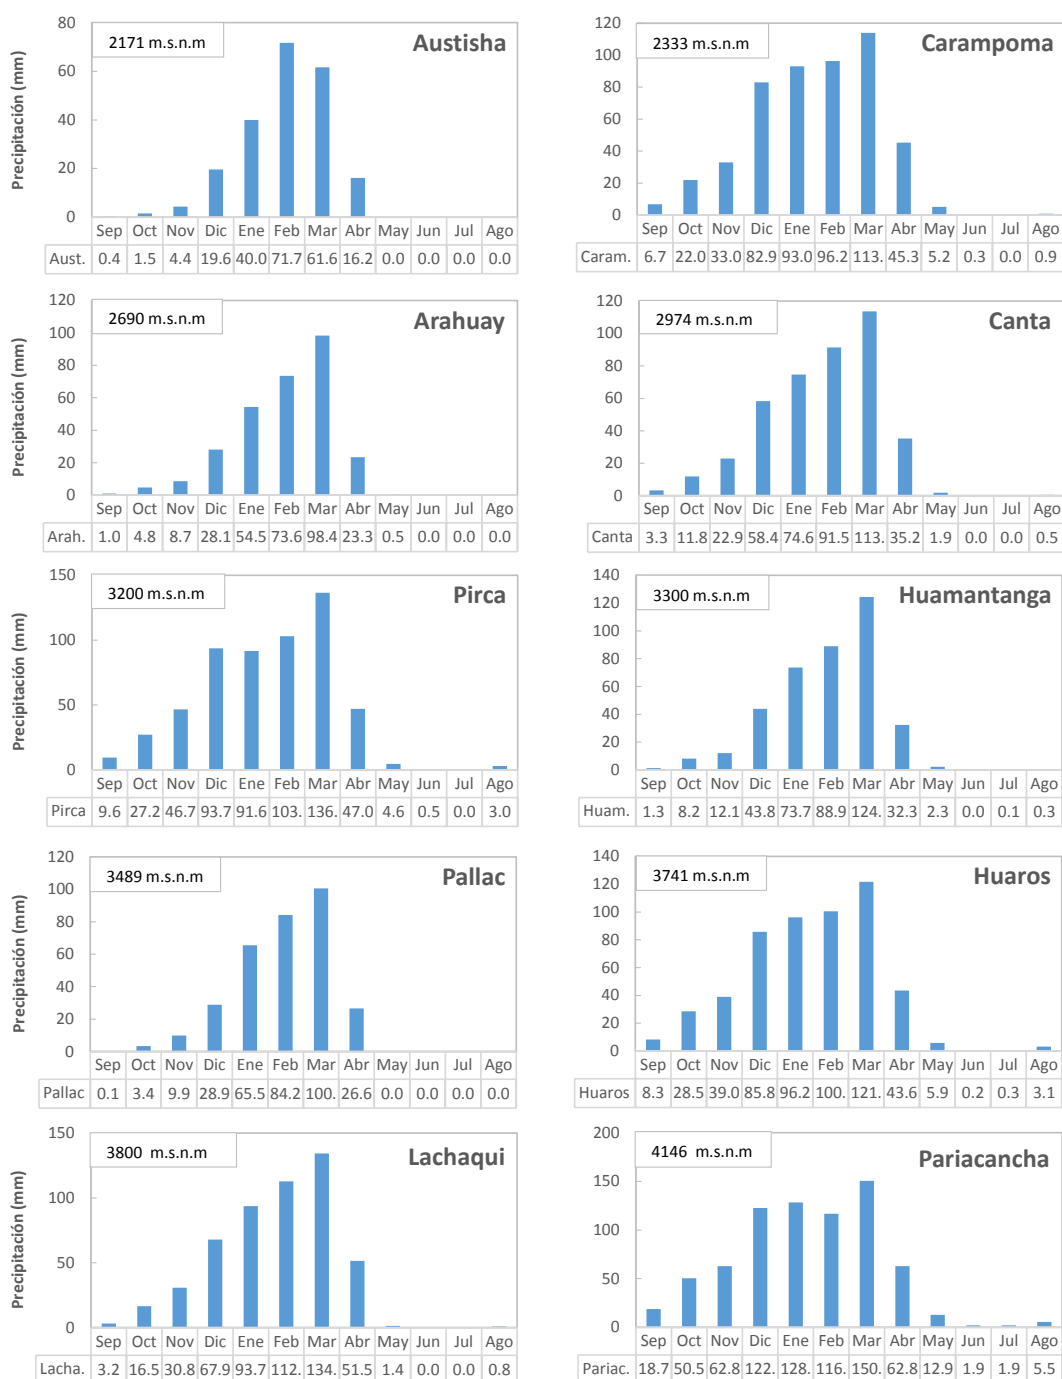 2171 m.s.n.m
Austisha
Precipitación (mm)
80
60
40
20
0
Sep Oct Nov Dic Ene Feb Mar Abr May Jun Jul Ago
Aust. 0.4 1.5 4.4 19.6 40.0 71.7 61.6 16.2 0.0 0.0 0.0 0.0
2333 m.s.n.m
Carampoma
120
100
80
60
40
20
0
Sep Oct Nov Dic Ene Feb Mar Abr May Jun Jul Ago
Caram. 6.7 22.0 33.0 82.9 93.0 96.2 113. 45.3 5.2 0.3 0.0 0.9
2690 m.s.n.m
Arahuay
Precipitación (mm)
120
100
80
60
40
20
0
Sep Oct Nov Dic Ene Feb Mar Abr May Jun Jul Ago
Arah. 1.0 4.8 8.7 28.1 54.5 73.6 98.4 23.3 0.5 0.0 0.0 0.0
2974 m.s.n.m
Canta
120
100
80
60
40
20
0
Sep Oct Nov Dic Ene Feb Mar Abr May Jun Jul Ago
Canta 3.3 11.8 22.9 58.4 74.6 91.5 113. 35.2 1.9 0.0 0.0 0.5
3200 m.s.n.m
Pirca
Precipitación (mm)
150
100
50
0
Sep Oct Nov Dic Ene Feb Mar Abr May Jun Jul Ago
Pirca 9.6 27.2 46.7 93.7 91.6 103. 136. 47.0 4.6 0.5 0.0 3.0
3300 m.s.n.m
Huamantanga
140
120
100
80
60
40
20
0
Sep Oct Nov Dic Ene Feb Mar Abr May Jun Jul Ago
Huam. 1.3 8.2 12.1 43.8 73.7 88.9 124. 32.3 2.3 0.0 0.1 0.3
3489 m.s.n.m
Pallac
Precipitación (mm)
120
100
80
60
40
20
0
Sep Oct Nov Dic Ene Feb Mar Abr May Jun Jul Ago
Pallac 0.1 3.4 9.9 28.9 65.5 84.2 100. 26.6 0.0 0.0 0.0 0.0
3741 m.s.n.m
Huaros
140
120
100
80
60
40
20
0
Sep Oct Nov Dic Ene Feb Mar Abr May Jun Jul Ago
Huaros 8.3 28.5 39.0 85.8 96.2 100. 121. 43.6 5.9 0.2 0.3 3.1
3800 m.s.n.m
Lachaqui
Precipitación (mm)
150
100
50
0
Sep Oct Nov Dic Ene Feb Mar Abr May Jun Jul Ago
Lacha. 3.2 16.5 30.8 67.9 93.7 112. 134. 51.5 1.4 0.0 0.0 0.8
4146 m.s.n.m
Pariacancha
200
150
100
50
0
Sep Oct Nov Dic Ene Feb Mar Abr May Jun Jul Ago
Pariac. 18.7 50.5 62.8 122. 128. 116. 150. 62.8 12.9 1.9 1.9 5.5